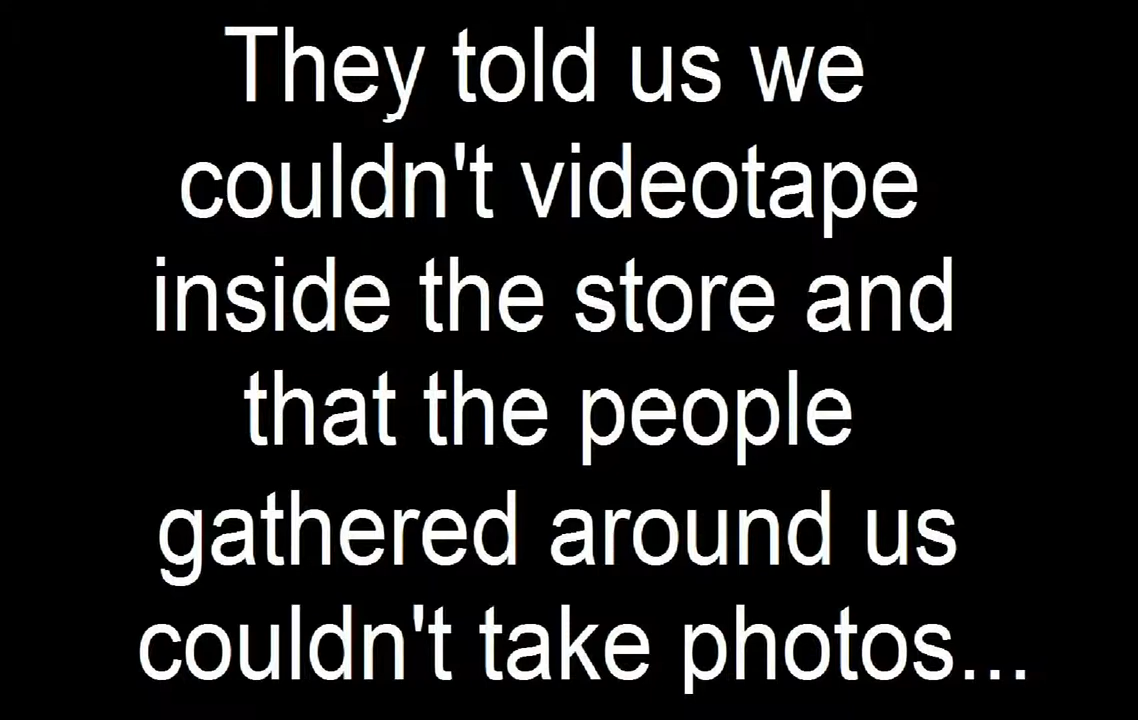 They told us we
couldn't videotape
inside the store and
that the people
gathered around us
couldn't take photos...